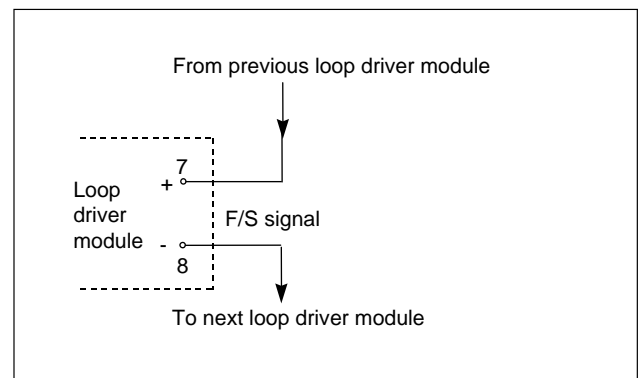 From previous loop driver module
7
+
Loop
driver
module
F/S signal
-
8
To next loop driver module